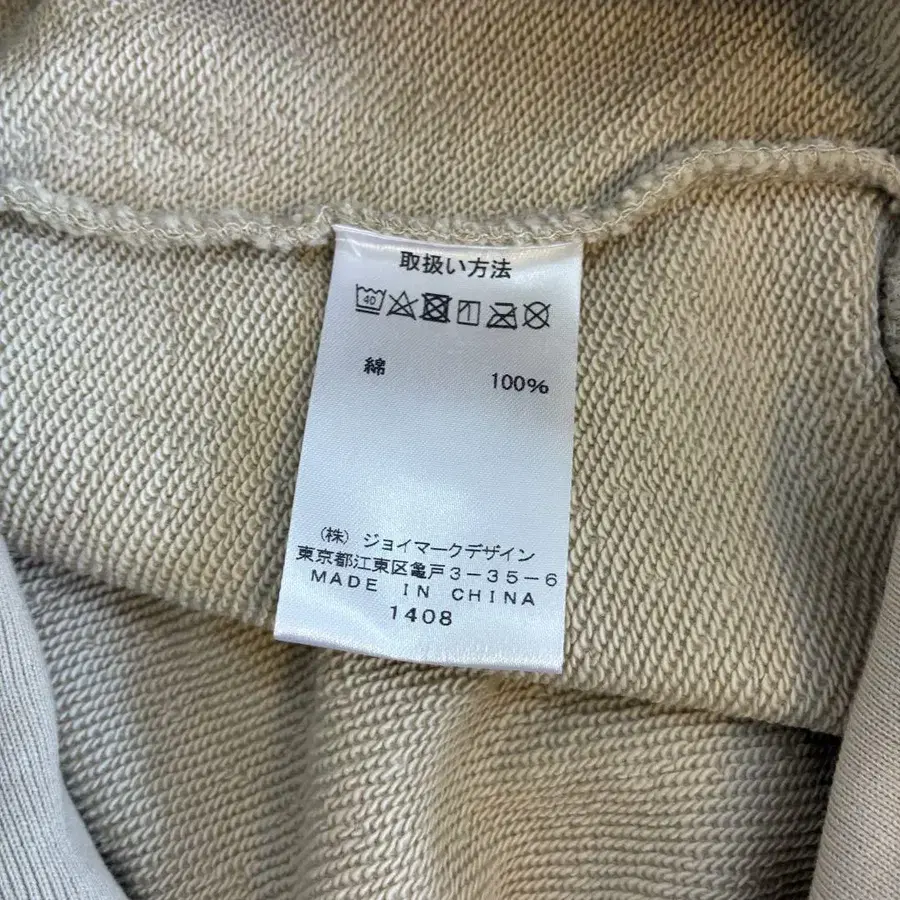 取扱い方法
40
綿 100%
(株) ジョイマークデザイン
東京都江東区亀戸3-35-6
MADE IN CHINA
1408